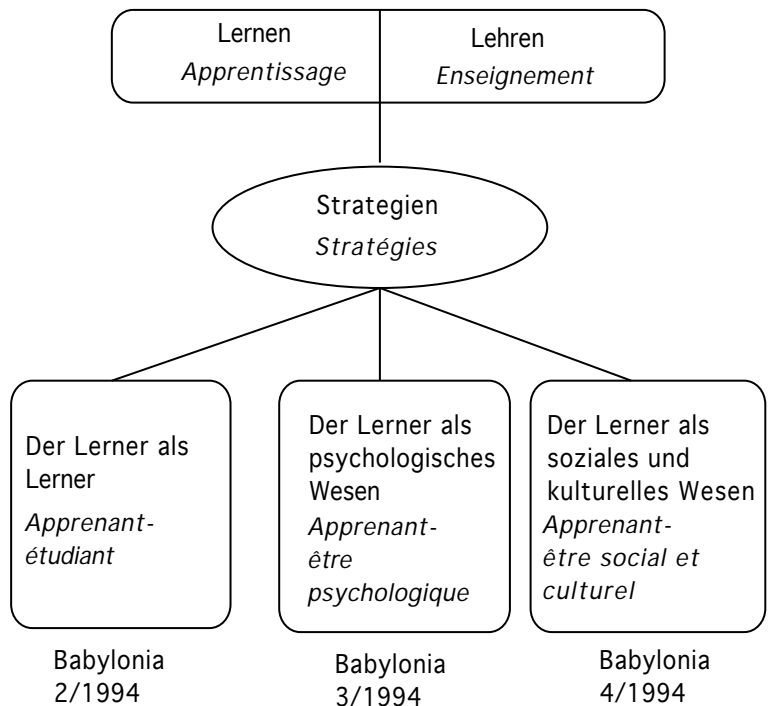 Lernen
Apprentissage
Lehren
Enseignement
Strategien
Stratégies
Der Lerner als
Lerner
Apprenant-
étudiant
Der Lerner als
psychologisches
Wesen
Apprenant-
être
psychologique
Der Lerner als
soziales und
kulturelles Wesen
Apprenant-
être social et
culturel
Babylonia
2/1994
Babylonia
3/1994
Babylonia
4/1994